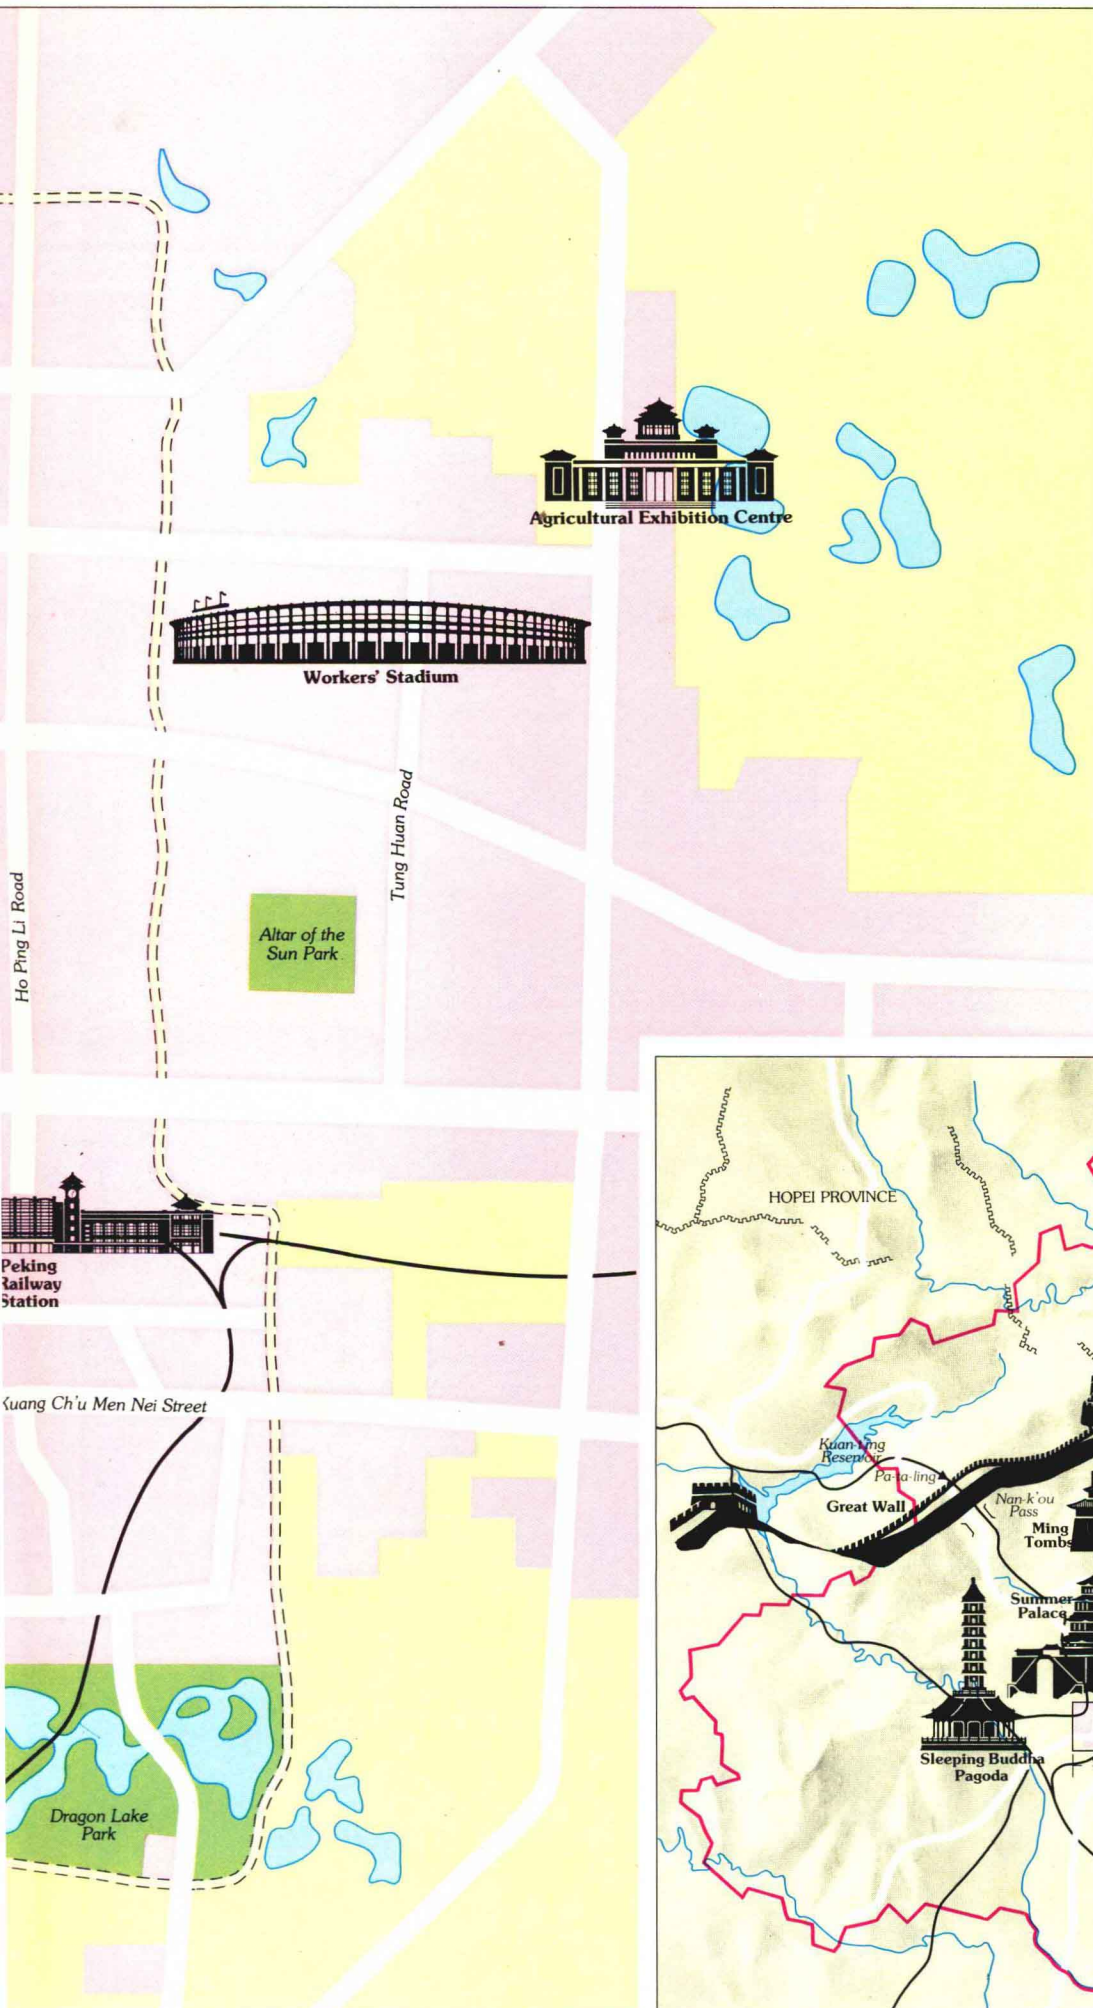 Agricultural Exhibition Centre
Workers' Stadium
Tung Huan Road
Ho Ping Li Road
Altar of the
Sun Park
HOPEI PROVINCE
Peking
Railway
Station
Kuang Ch'u Men Nei Street
Kuan-ting
Reservoir
Pa-ta-ling
Great Wall
Nan-k'ou
Pass
Ming
Tombs
Summer
Palace
Sleeping Buddha
Pagoda
Dragon Lake
Park